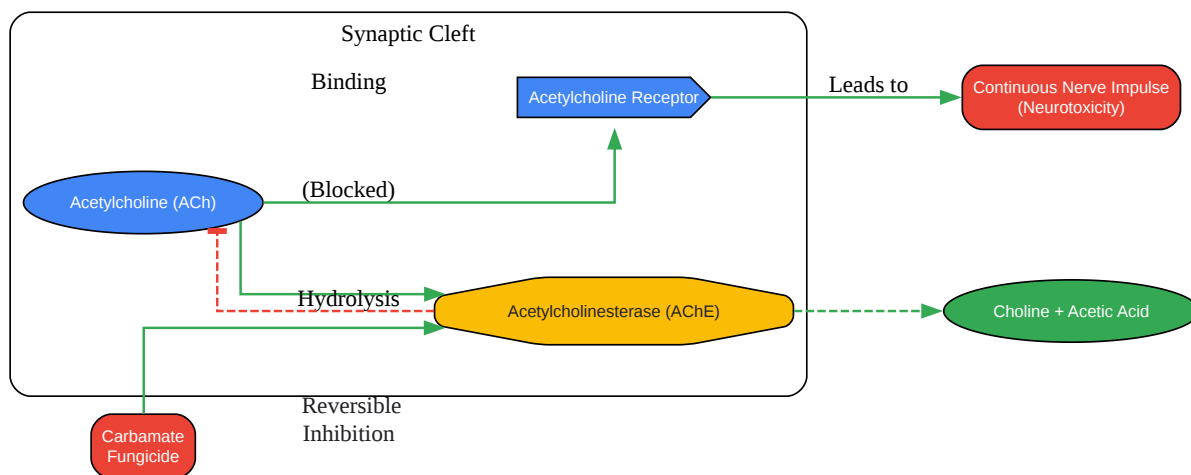 Synaptic Cleft
Binding
Acetylcholine Receptor
Leads to
Continuous Nerve Impulse
(Neurotoxicity)
Acetylcholine (ACh)
(Blocked)
Hydrolysis
Acetylcholinesterase (AChE)
Choline + Acetic Acid
Reversible
Inhibition
Carbamate
Fungicide